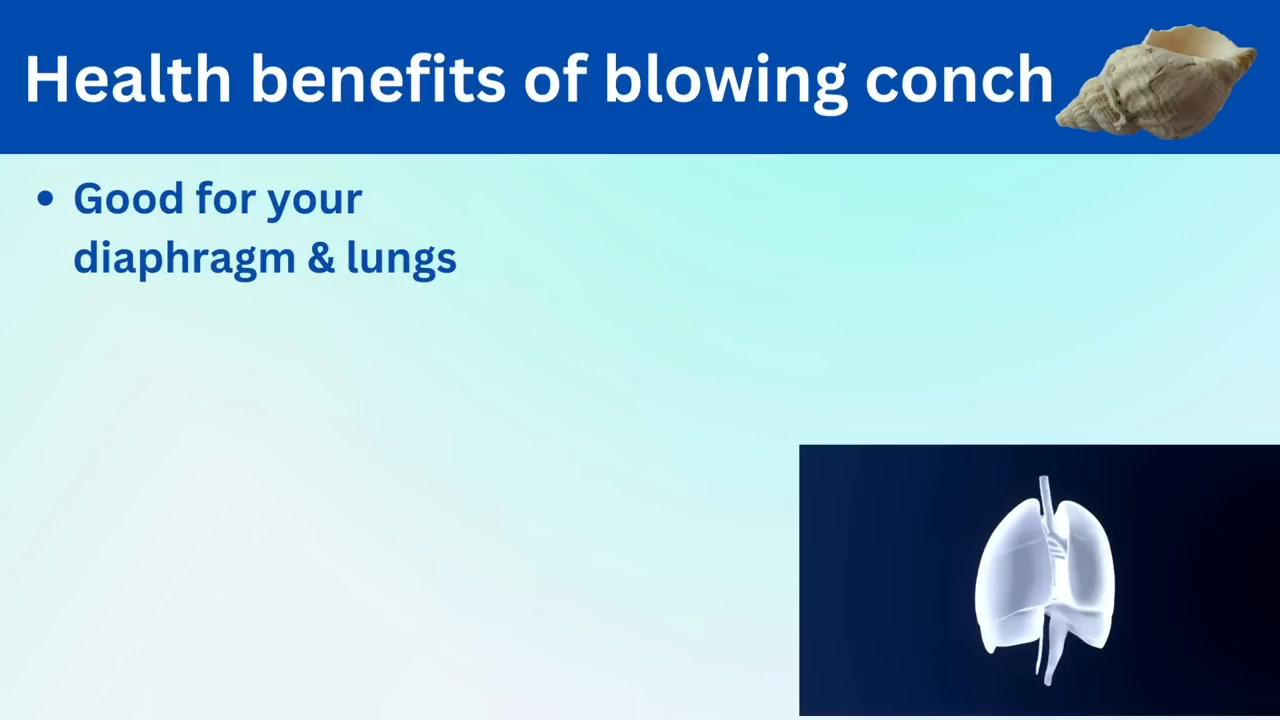 Health benefits of blowing conch
• Good for your
diaphragm & lungs